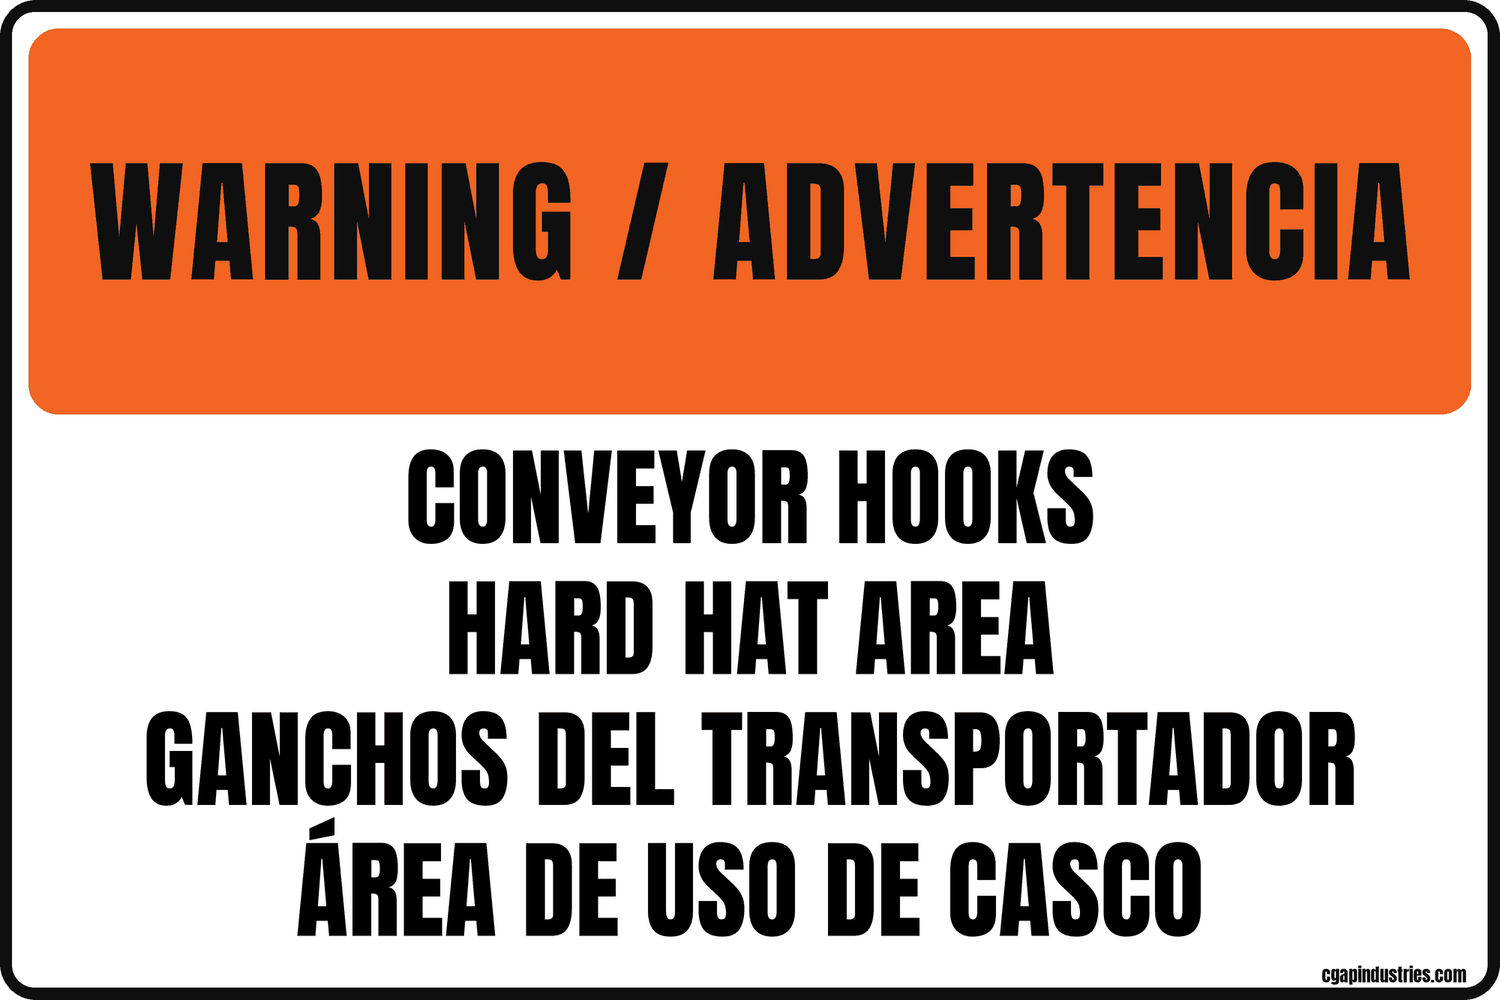 WARNING / ADVERTENCIA
CONVEYOR HOOKS
HARD HAT AREA
GANCHOS DEL TRANSPORTADOR
ÁREA DE USO DE CASCO
cgapindustries.com